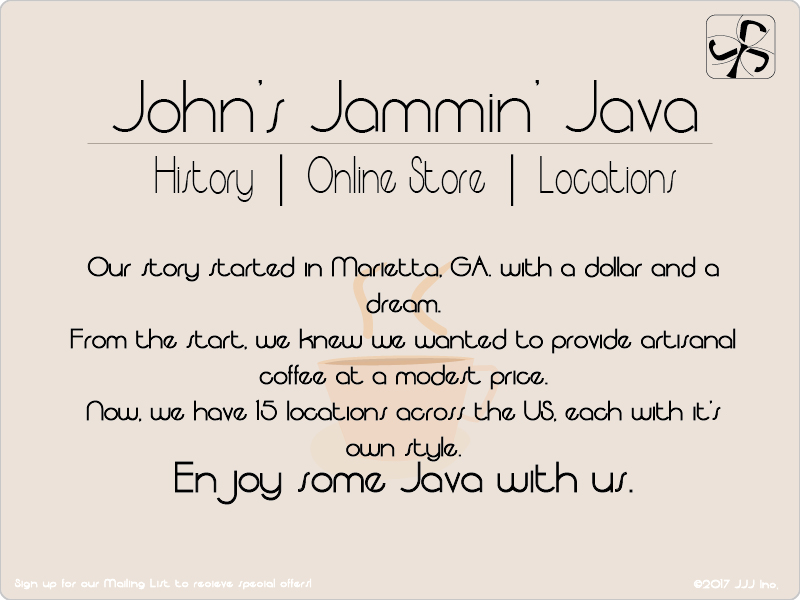 John's Jammin' Java
History | Online Store | Locations
Our story started in Marietta, GA. with a dollar and a
dream.
From the start, we knew we wanted to provide artisanal
coffee at a modest price.
Now, we have 15 locations across the US, each with it's
own style.
Enjoy some Java with us.
Sign up for our Mailing List to recieve special offers!
©2017 JJJ Inc.